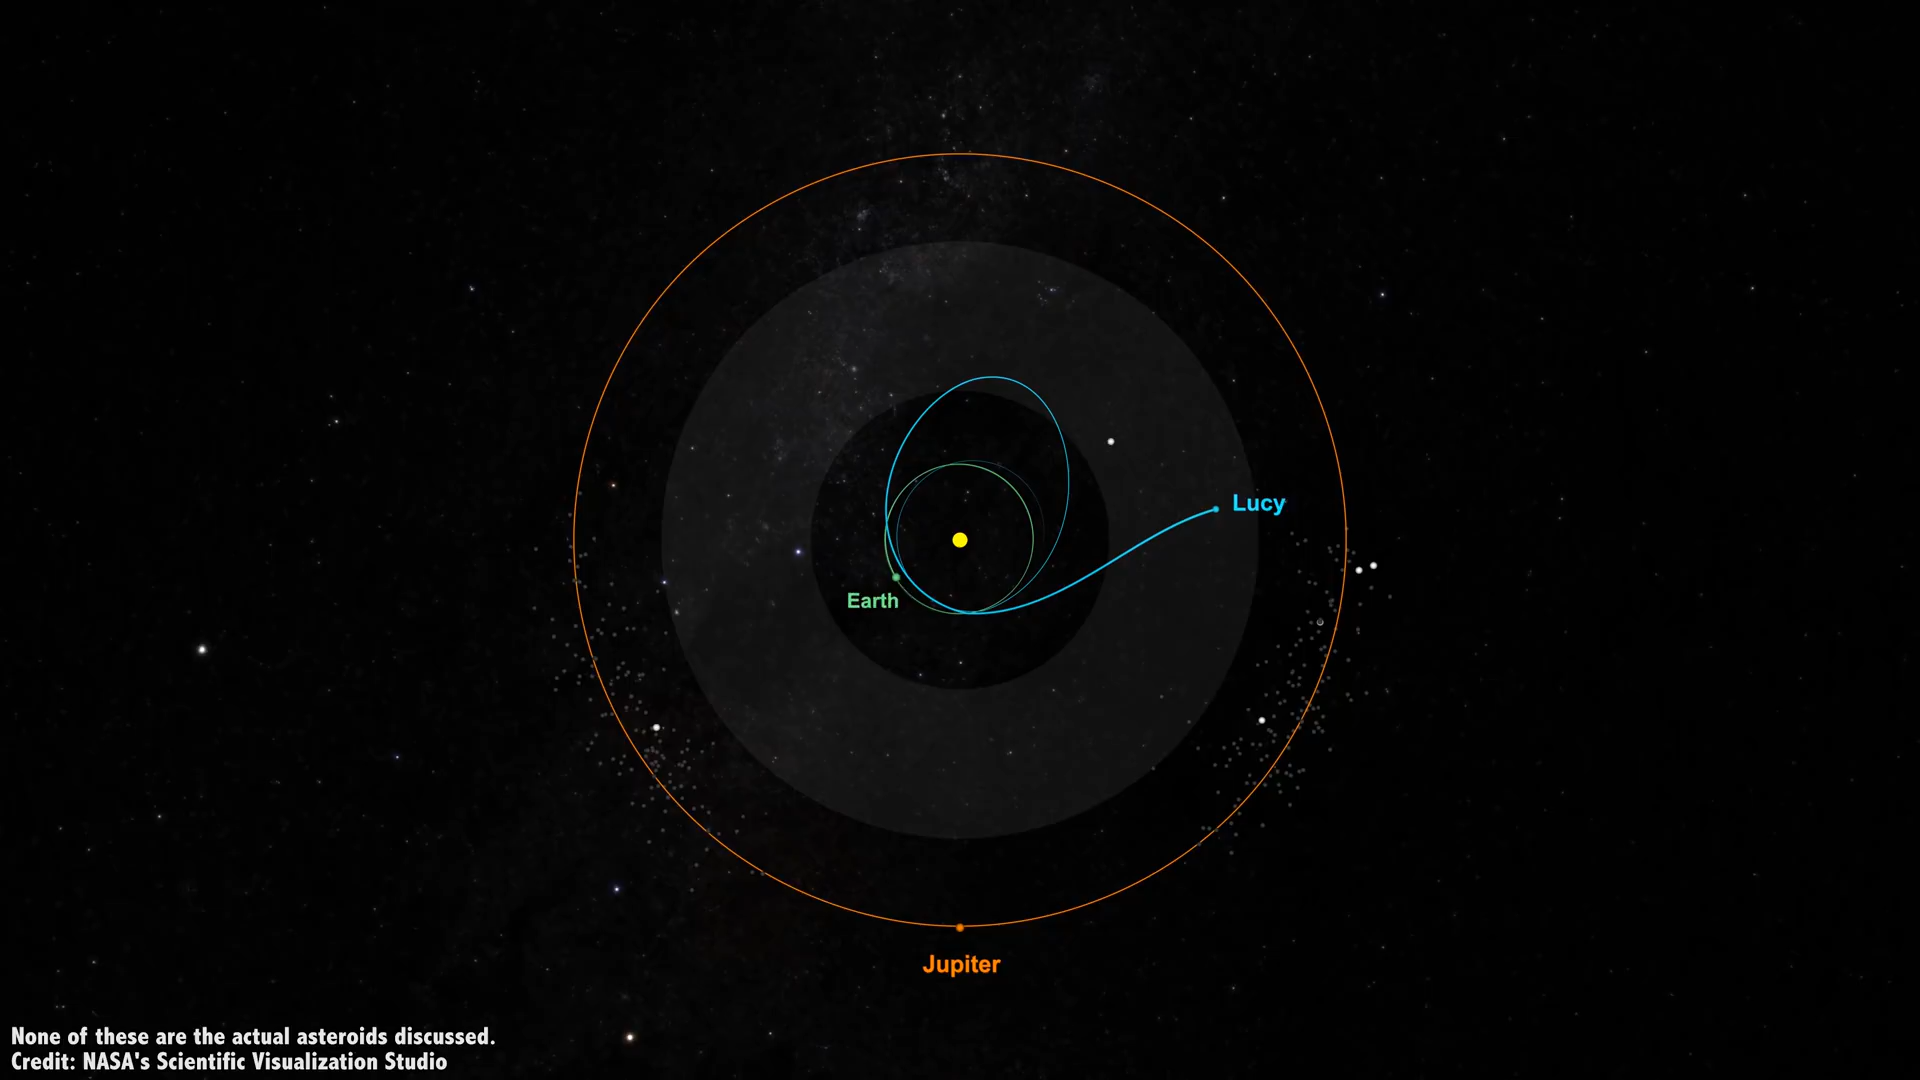 Lucy
Earth
Jupiter
None of these are the actual asteroids discussed.
Credit: NASA's Scientific Visualization Studio